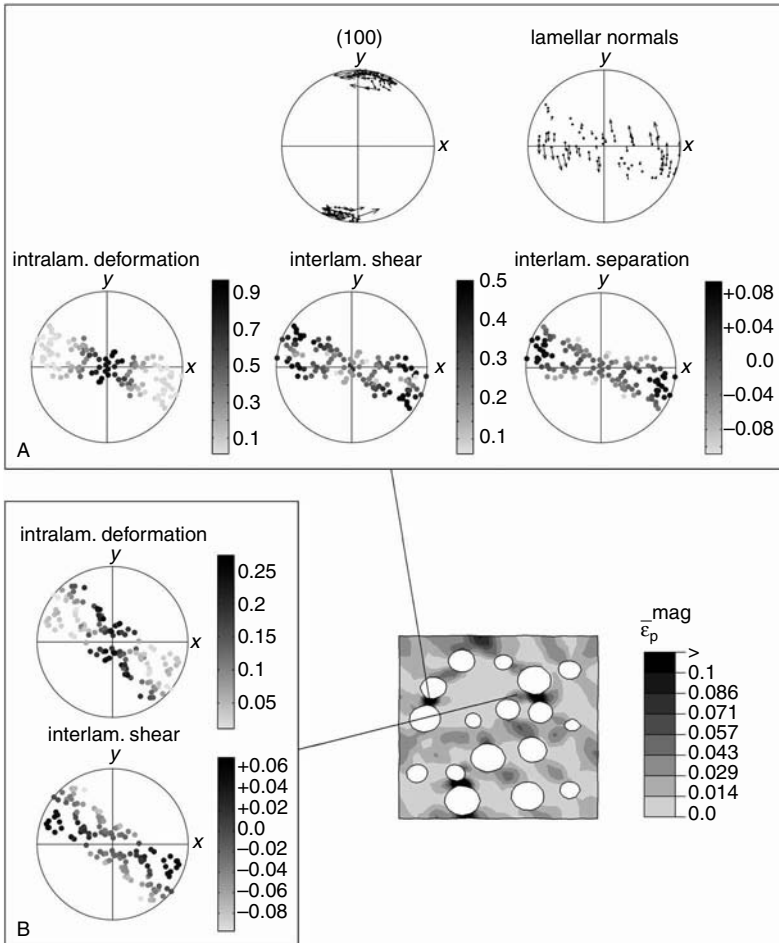 (100)
y
x
lamellar normals
y
x
intralam. deformation
y
x
0.9
0.7
0.5
0.3
0.1
interlam. shear
y
x
0.5
0.4
0.3
0.2
0.1
interlam. separation
y
x
+0.08
+0.04
0.0
−0.04
−0.08
A
intralam. deformation
y
x
0.25
0.2
0.15
0.1
0.05
interlam. shear
y
x
+0.06
+0.04
+0.02
0.0
−0.02
−0.04
−0.06
−0.08
B
_mag
ε̄p
>
0.1
0.086
0.071
0.057
0.043
0.029
0.014
0.0